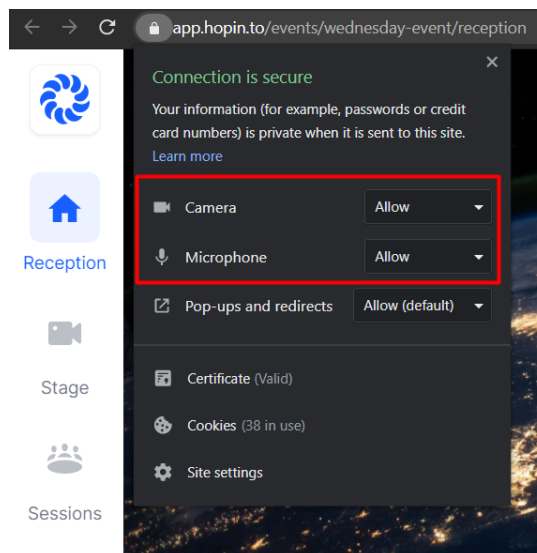 app.hopin.to/events/wednesday-event/reception
Connection is secure
Your information (for example, passwords or credit
card numbers) is private when it is sent to this site.
Learn more
Camera Allow
Microphone Allow
Pop-ups and redirects Allow (default)
Certificate (Valid)
Cookies (38 in use)
Site settings
Reception
Stage
Sessions